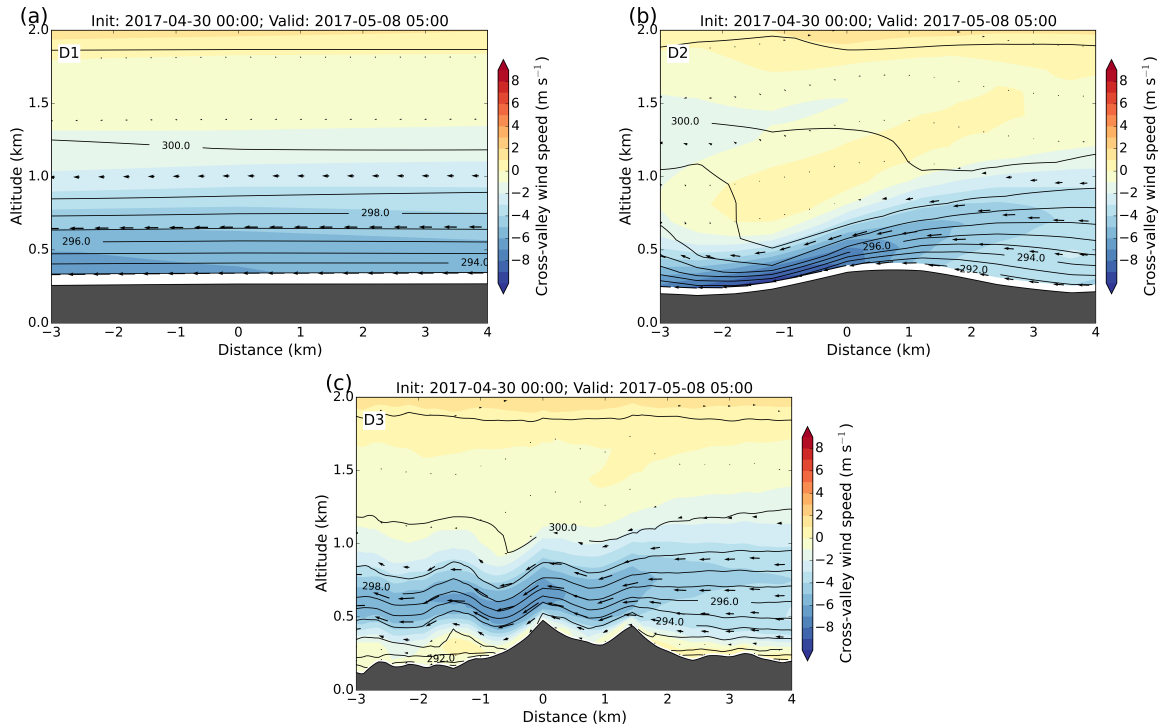 (a)
Init: 2017-04-30 00:00; Valid: 2017-05-08 05:00
D1
2.0
1.5
1.0
0.5
0.0
Altitude (km)
300.0
298.0
296.0
294.0
−3 −2 −1 0 1 2 3 4
Distance (km)
8
6
4
2
0
−2
−4
−6
−8
Cross-valley wind speed (m s⁻¹)
(b)
Init: 2017-04-30 00:00; Valid: 2017-05-08 05:00
D2
2.0
1.5
1.0
0.5
0.0
Altitude (km)
300.0
296.0
294.0
292.0
−3 −2 −1 0 1 2 3 4
Distance (km)
8
6
4
2
0
−2
−4
−6
−8
Cross-valley wind speed (m s⁻¹)
(c)
Init: 2017-04-30 00:00; Valid: 2017-05-08 05:00
D3
2.0
1.5
1.0
0.5
0.0
Altitude (km)
300.0
298.0
296.0
294.0
292.0
−3 −2 −1 0 1 2 3 4
Distance (km)
8
6
4
2
0
−2
−4
−6
−8
Cross-valley wind speed (m s⁻¹)